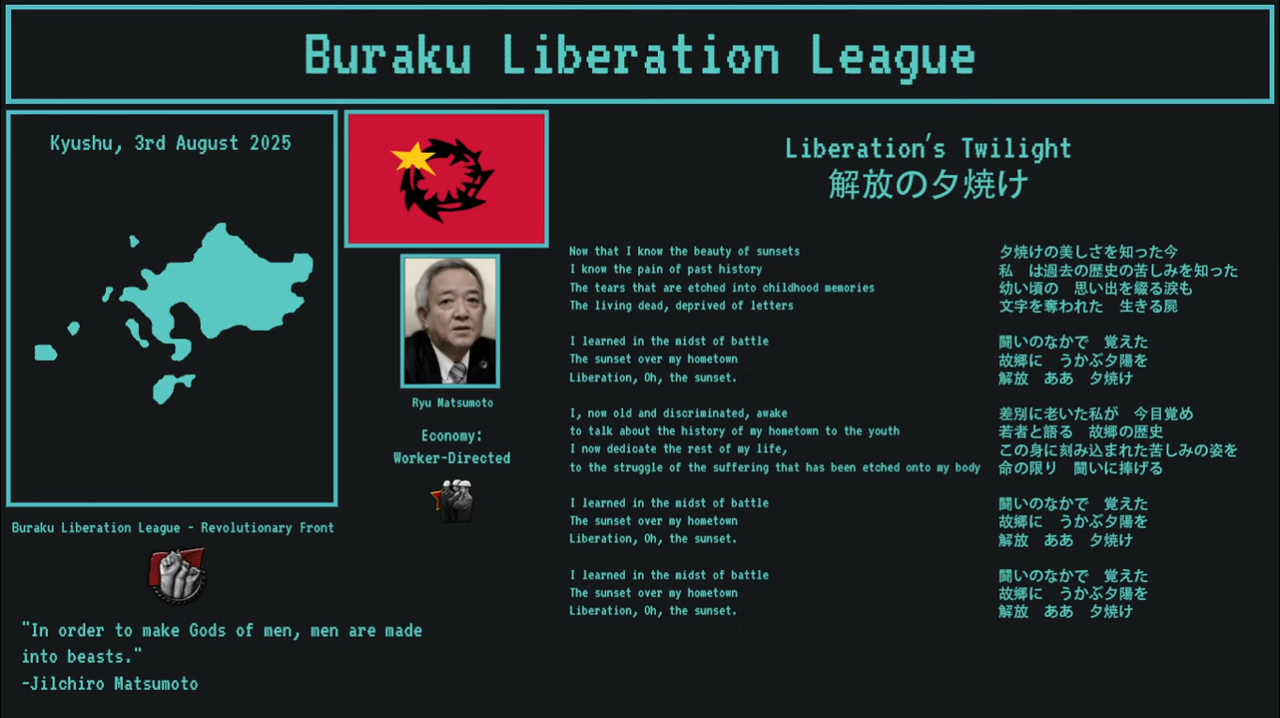 Buraku Liberation League
Kyushu, 3rd August 2025
Ryu Matsumoto
Economy:
Worker-Directed
Buraku Liberation League - Revolutionary Front
"In order to make Gods of men, men are made
into beasts."
-Jilchiro Matsumoto
Liberation's Twilight
解放の夕焼け
Now that I know the beauty of sunsets
I know the pain of past history
The tears that are etched into childhood memories
The living dead, deprived of letters
I learned in the midst of battle
The sunset over my hometown
Liberation, Oh, the sunset.
I, now old and discriminated, awake
to talk about the history of my hometown to the youth
I now dedicate the rest of my life,
to the struggle of the suffering that has been etched onto my body
I learned in the midst of battle
The sunset over my hometown
Liberation, Oh, the sunset.
I learned in the midst of battle
The sunset over my hometown
Liberation, Oh, the sunset.
夕焼けの美しさを知った今
私　は過去の歴史の苦しみを知った
幼い頃の　思い出を綴る涙も
文字を奪われた　生きる屍
闘いのなかで　覚えた
故郷に　うかぶ夕陽を
解放　ああ　夕焼け
差別に老いた私が　今目覚め
若者と語る　故郷の歴史
この身に刻み込まれた苦しみの姿を
命の限り　闘いに捧げる
闘いのなかで　覚えた
故郷に　うかぶ夕陽を
解放　ああ　夕焼け
闘いのなかで　覚えた
故郷に　うかぶ夕陽を
解放　ああ　夕焼け